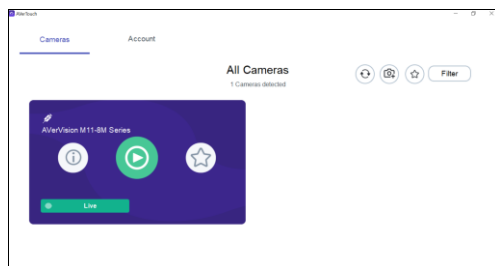 AVerTouch
Cameras
Account
All Cameras
1 Cameras detected
Filter
AVerVision M11-8M Series
Live